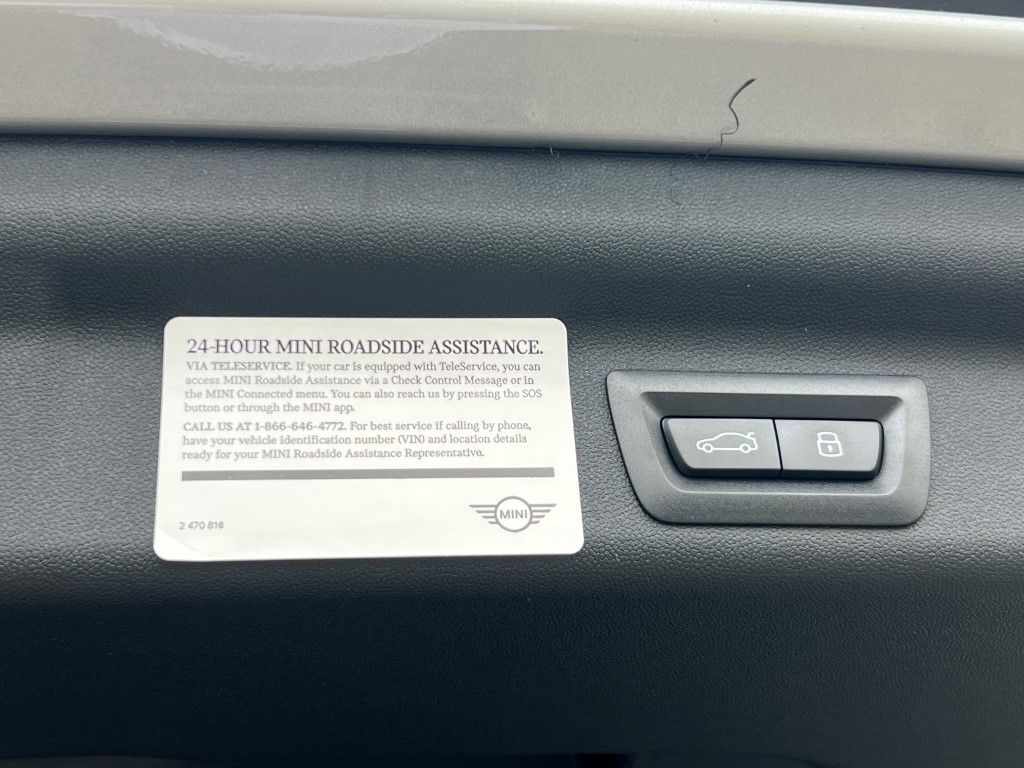 24-HOUR MINI ROADSIDE ASSISTANCE.
VIA TELESERVICE. If your car is equipped with TeleService, you can
access MINI Roadside Assistance via a Check Control Message or in
the MINI Connected menu. You can also reach us by pressing the SOS
button or through the MINI app.
CALL US AT 1-866-646-4772. For best service if calling by phone,
have your vehicle identification number (VIN) and location details
ready for your MINI Roadside Assistance Representative.
MINI
2 470 816